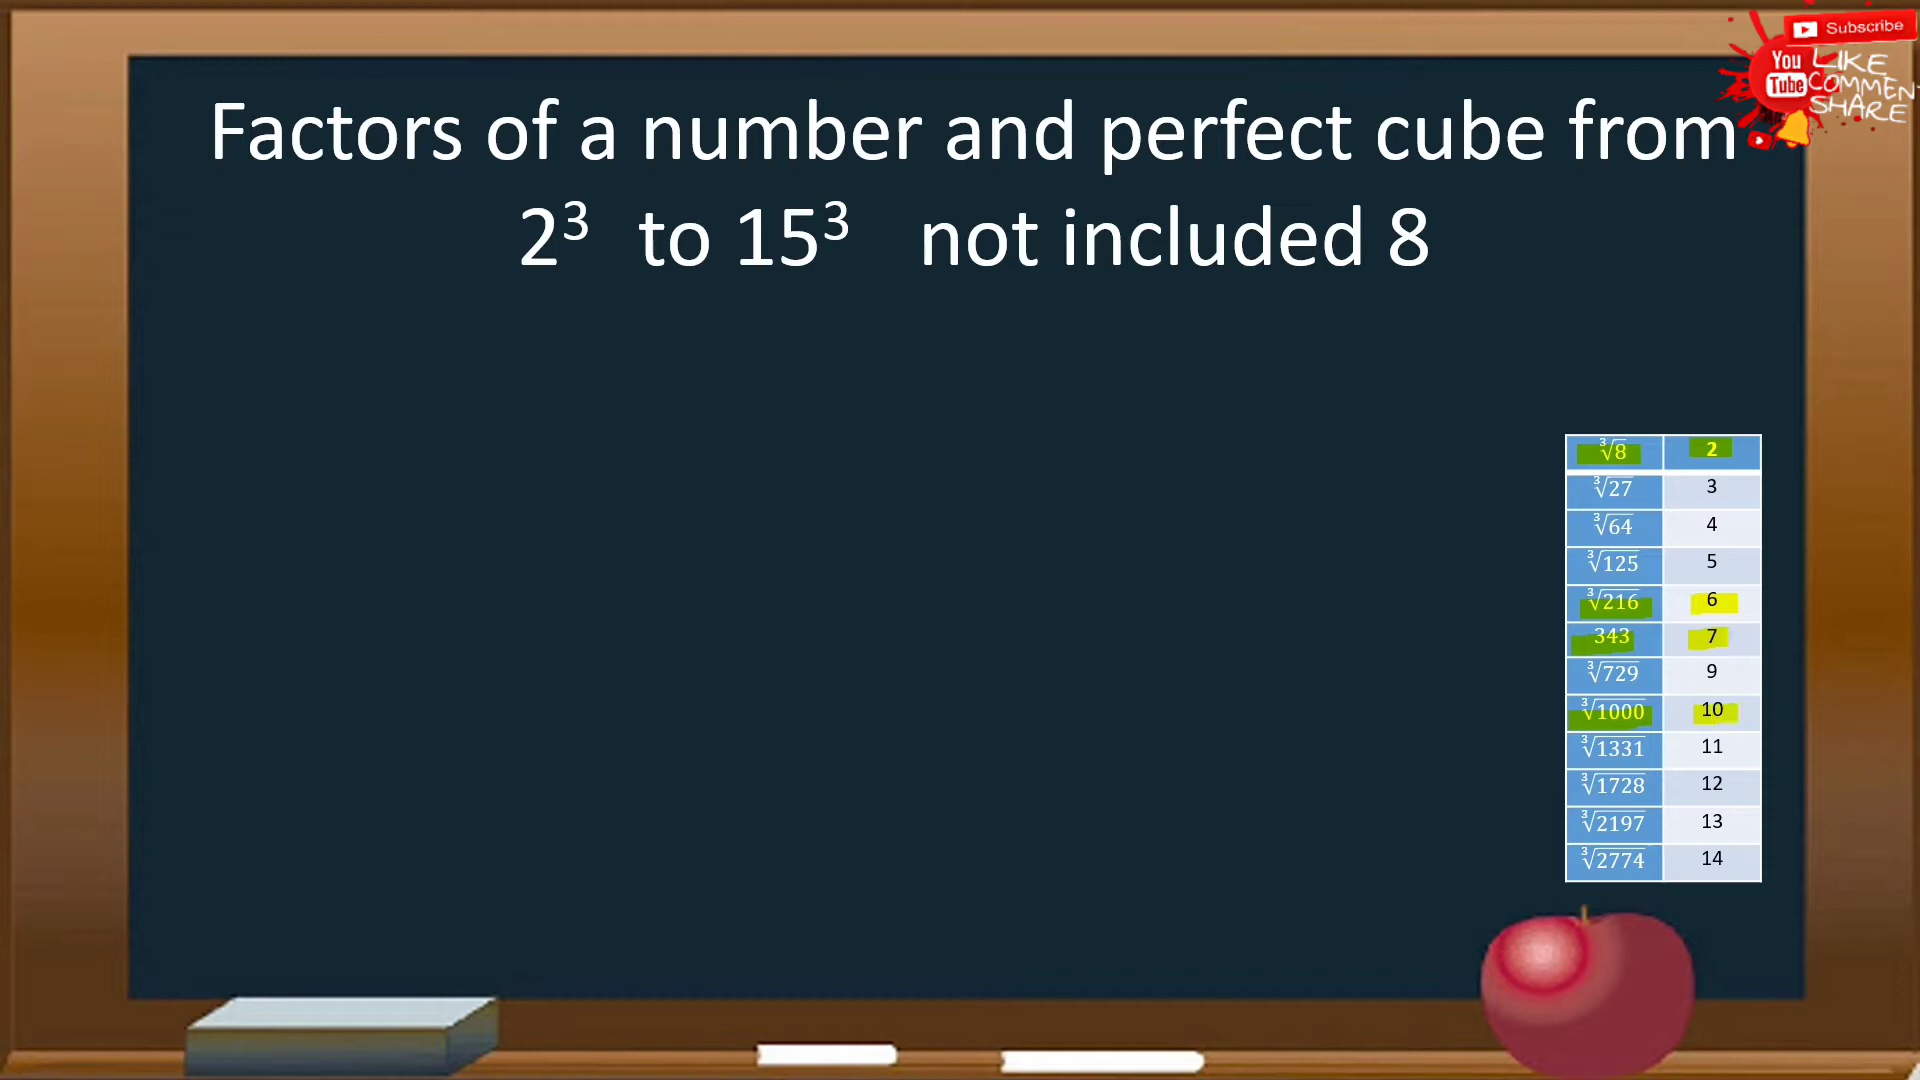 Subscribe
You
Tube
LIKE
COMMENT
SHARE
Factors of a number and perfect cube from
2³ to 15³ not included 8
∛8 2
∛27 3
∛64 4
∛125 5
∛216 6
343 7
∛729 9
∛1000 10
∛1331 11
∛1728 12
∛2197 13
∛2774 14